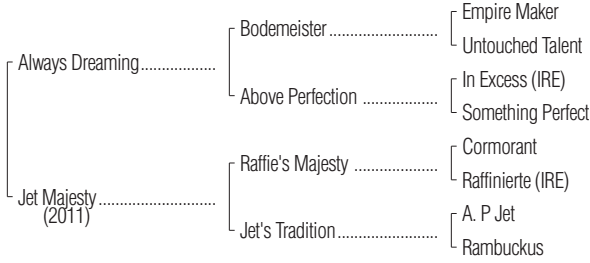 Empire Maker
Bodemeister
Untouched Talent
Always Dreaming
In Excess (IRE)
Above Perfection
Something Perfect
Cormorant
Raffie's Majesty
Raffinierte (IRE)
Jet Majesty
(2011)
A. P Jet
Jet's Tradition
Rambuckus